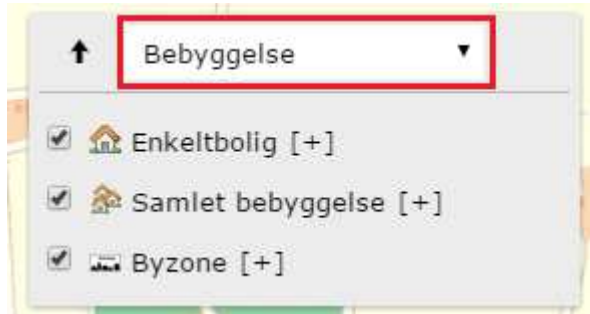 Bebyggelse
Enkeltbolig [+]
Samlet bebyggelse [+]
Byzone [+]